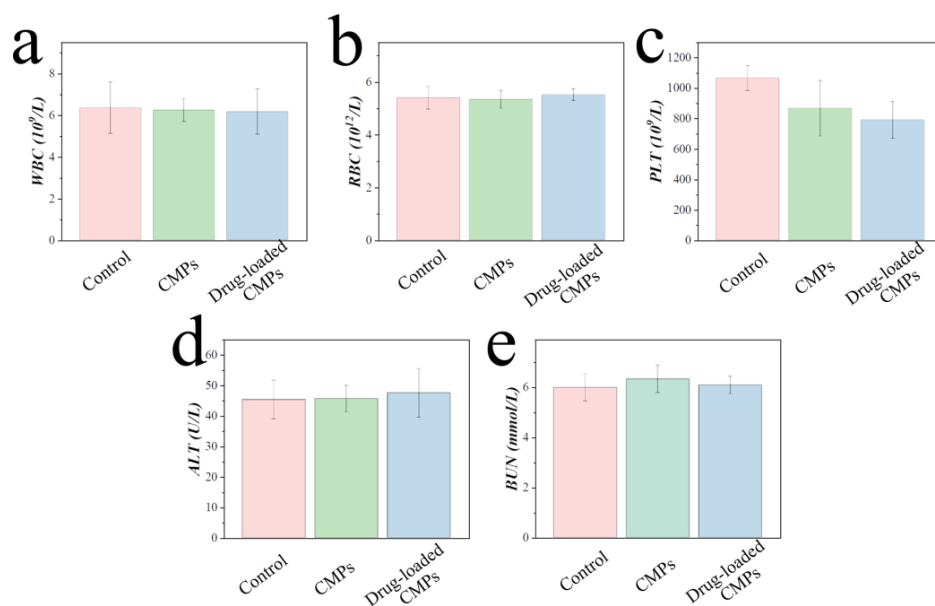 a
WBC (10⁹/L)
8
6
4
2
0
Control
CMPs
Drug-loaded
CMPs
b
RBC (10¹²/L)
6
4
2
0
Control
CMPs
Drug-loaded
CMPs
c
PLT (10⁹/L)
1200
1000
800
600
400
200
0
Control
CMPs
Drug-loaded
CMPs
d
ALT (U/L)
60
50
40
30
20
10
0
Control
CMPs
Drug-loaded
CMPs
e
BUN (mmol/L)
6
4
2
0
Control
CMPs
Drug-loaded
CMPs